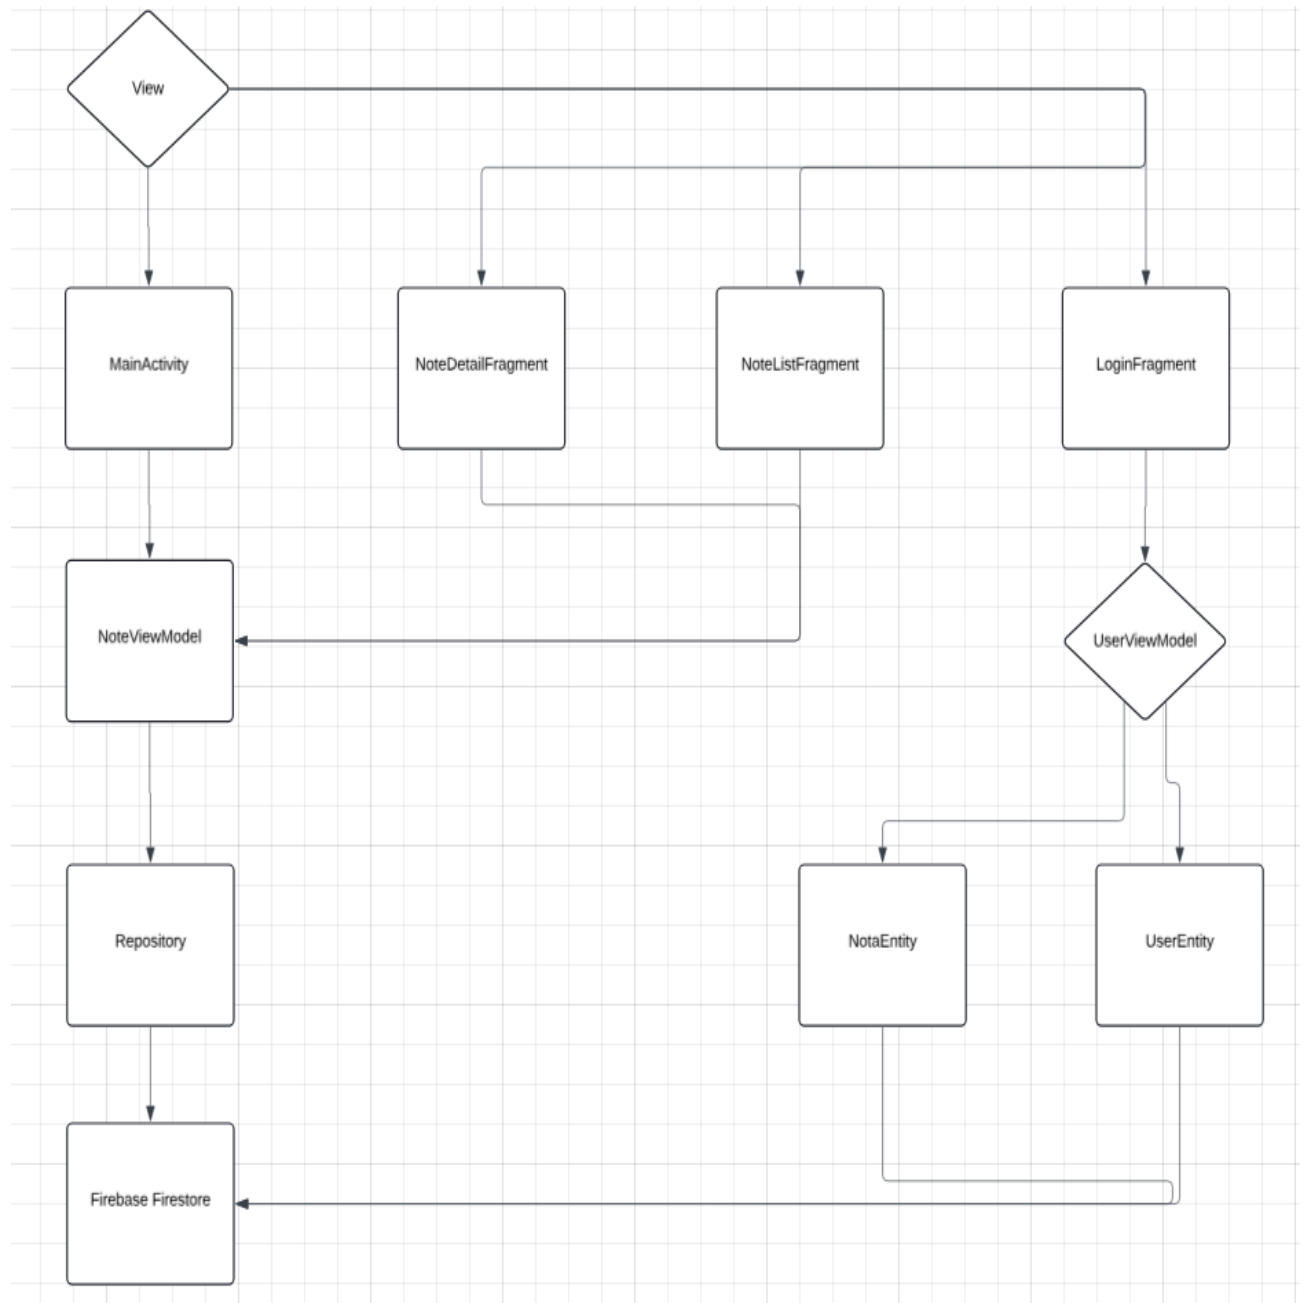 View
MainActivity
NoteDetailFragment
NoteListFragment
LoginFragment
NoteViewModel
UserViewModel
Repository
NotaEntity
UserEntity
Firebase Firestore